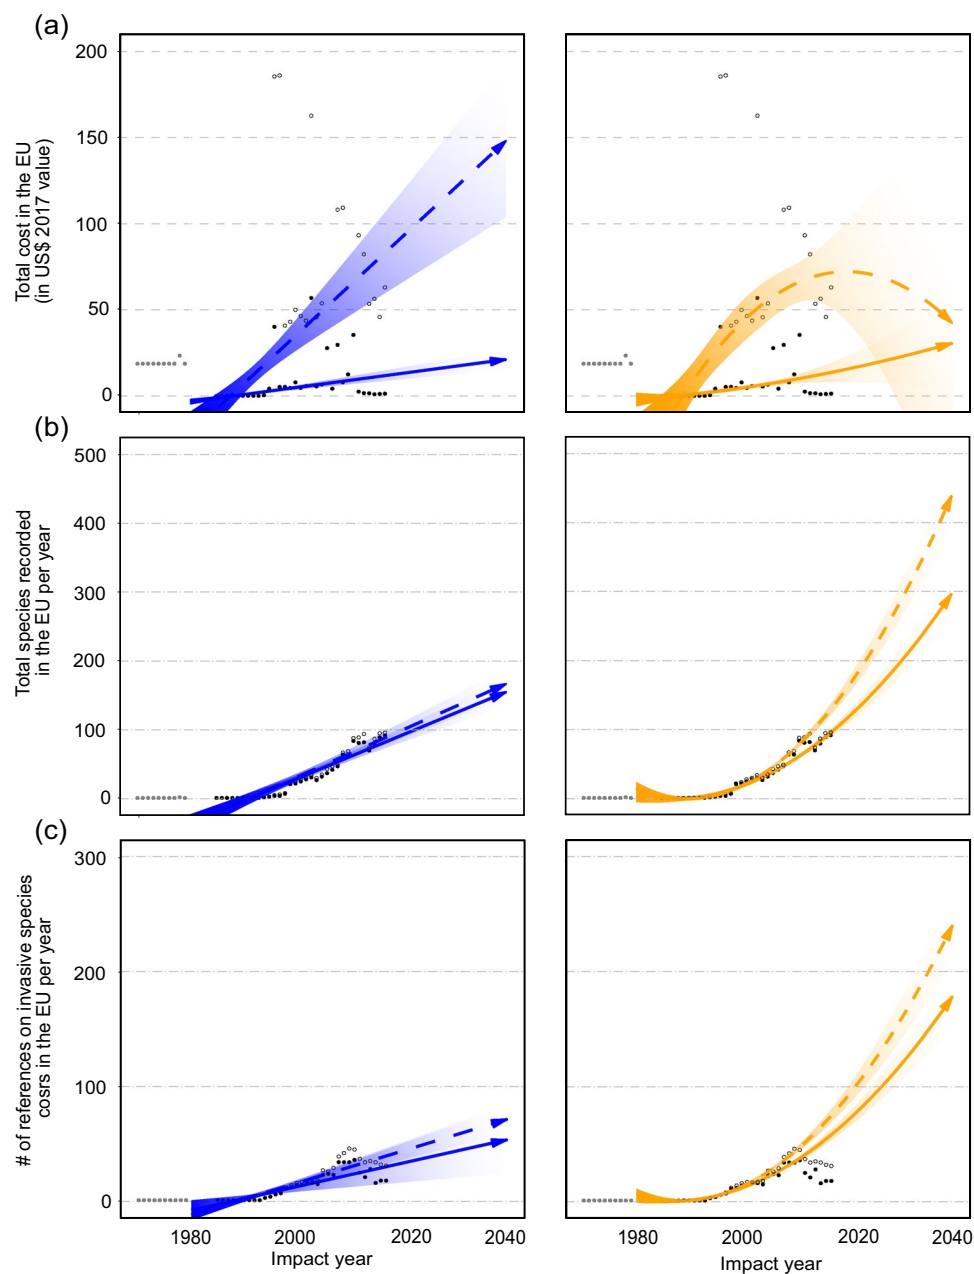 (a)
Total cost in the EU
(in US$ 2017 value)
200
150
100
50
0
(b)
Total species recorded
in the EU per year
500
400
300
200
100
0
(c)
# of references on invasive species
cosrs in the EU per year
300
200
100
0
1980 2000 2020 2040
Impact year
1980 2000 2020 2040
Impact year